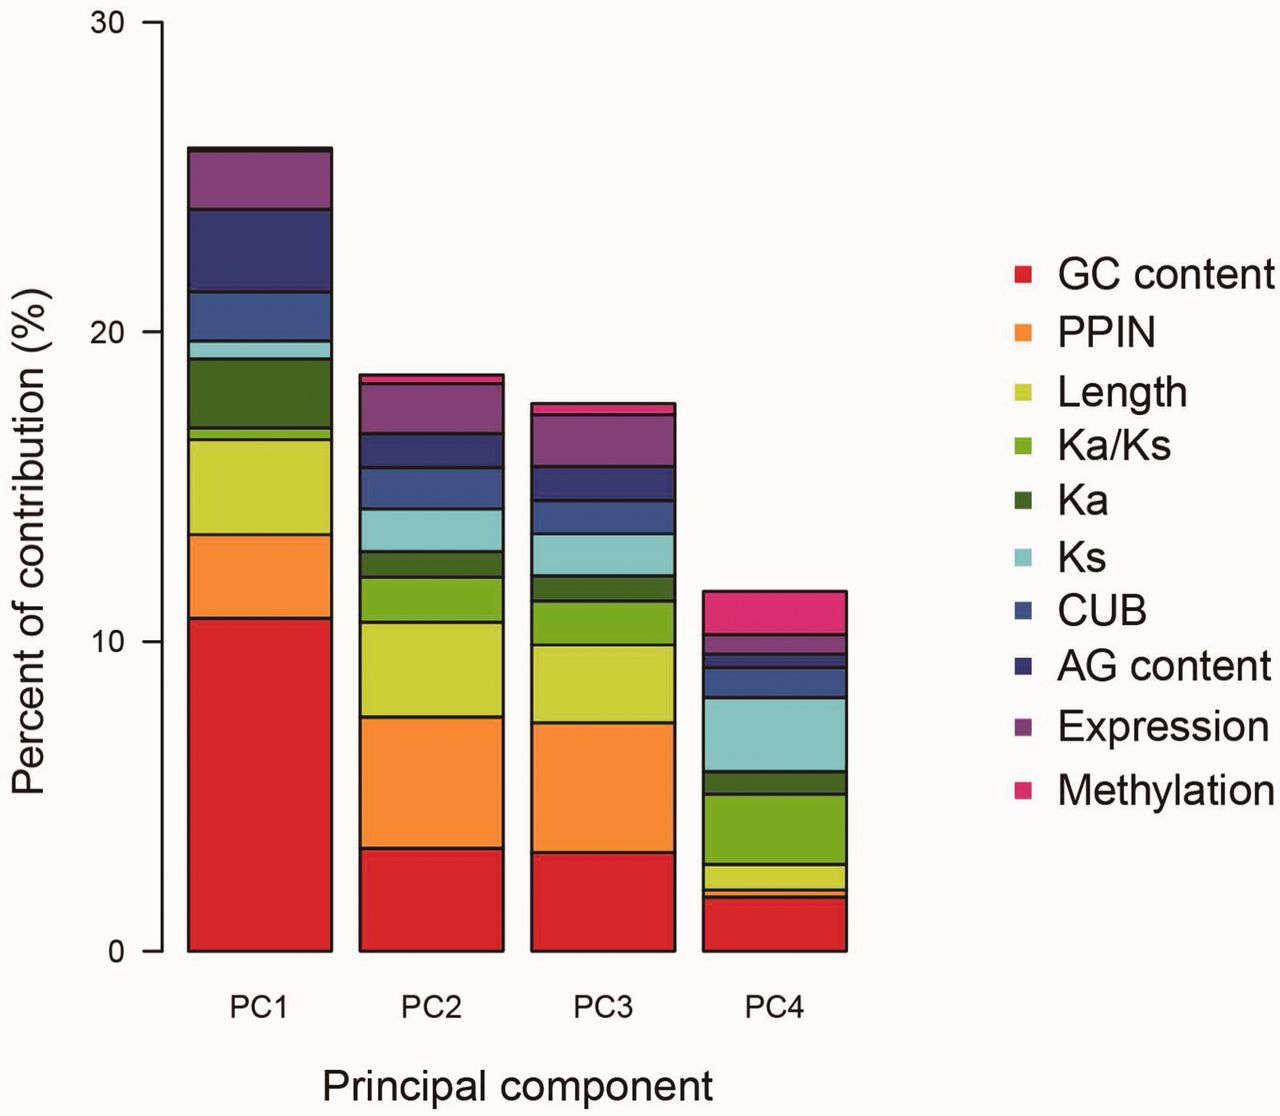 30
20
10
0
Percent of contribution (%)
PC1 PC2 PC3 PC4
Principal component
GC content
PPIN
Length
Ka/Ks
Ka
Ks
CUB
AG content
Expression
Methylation